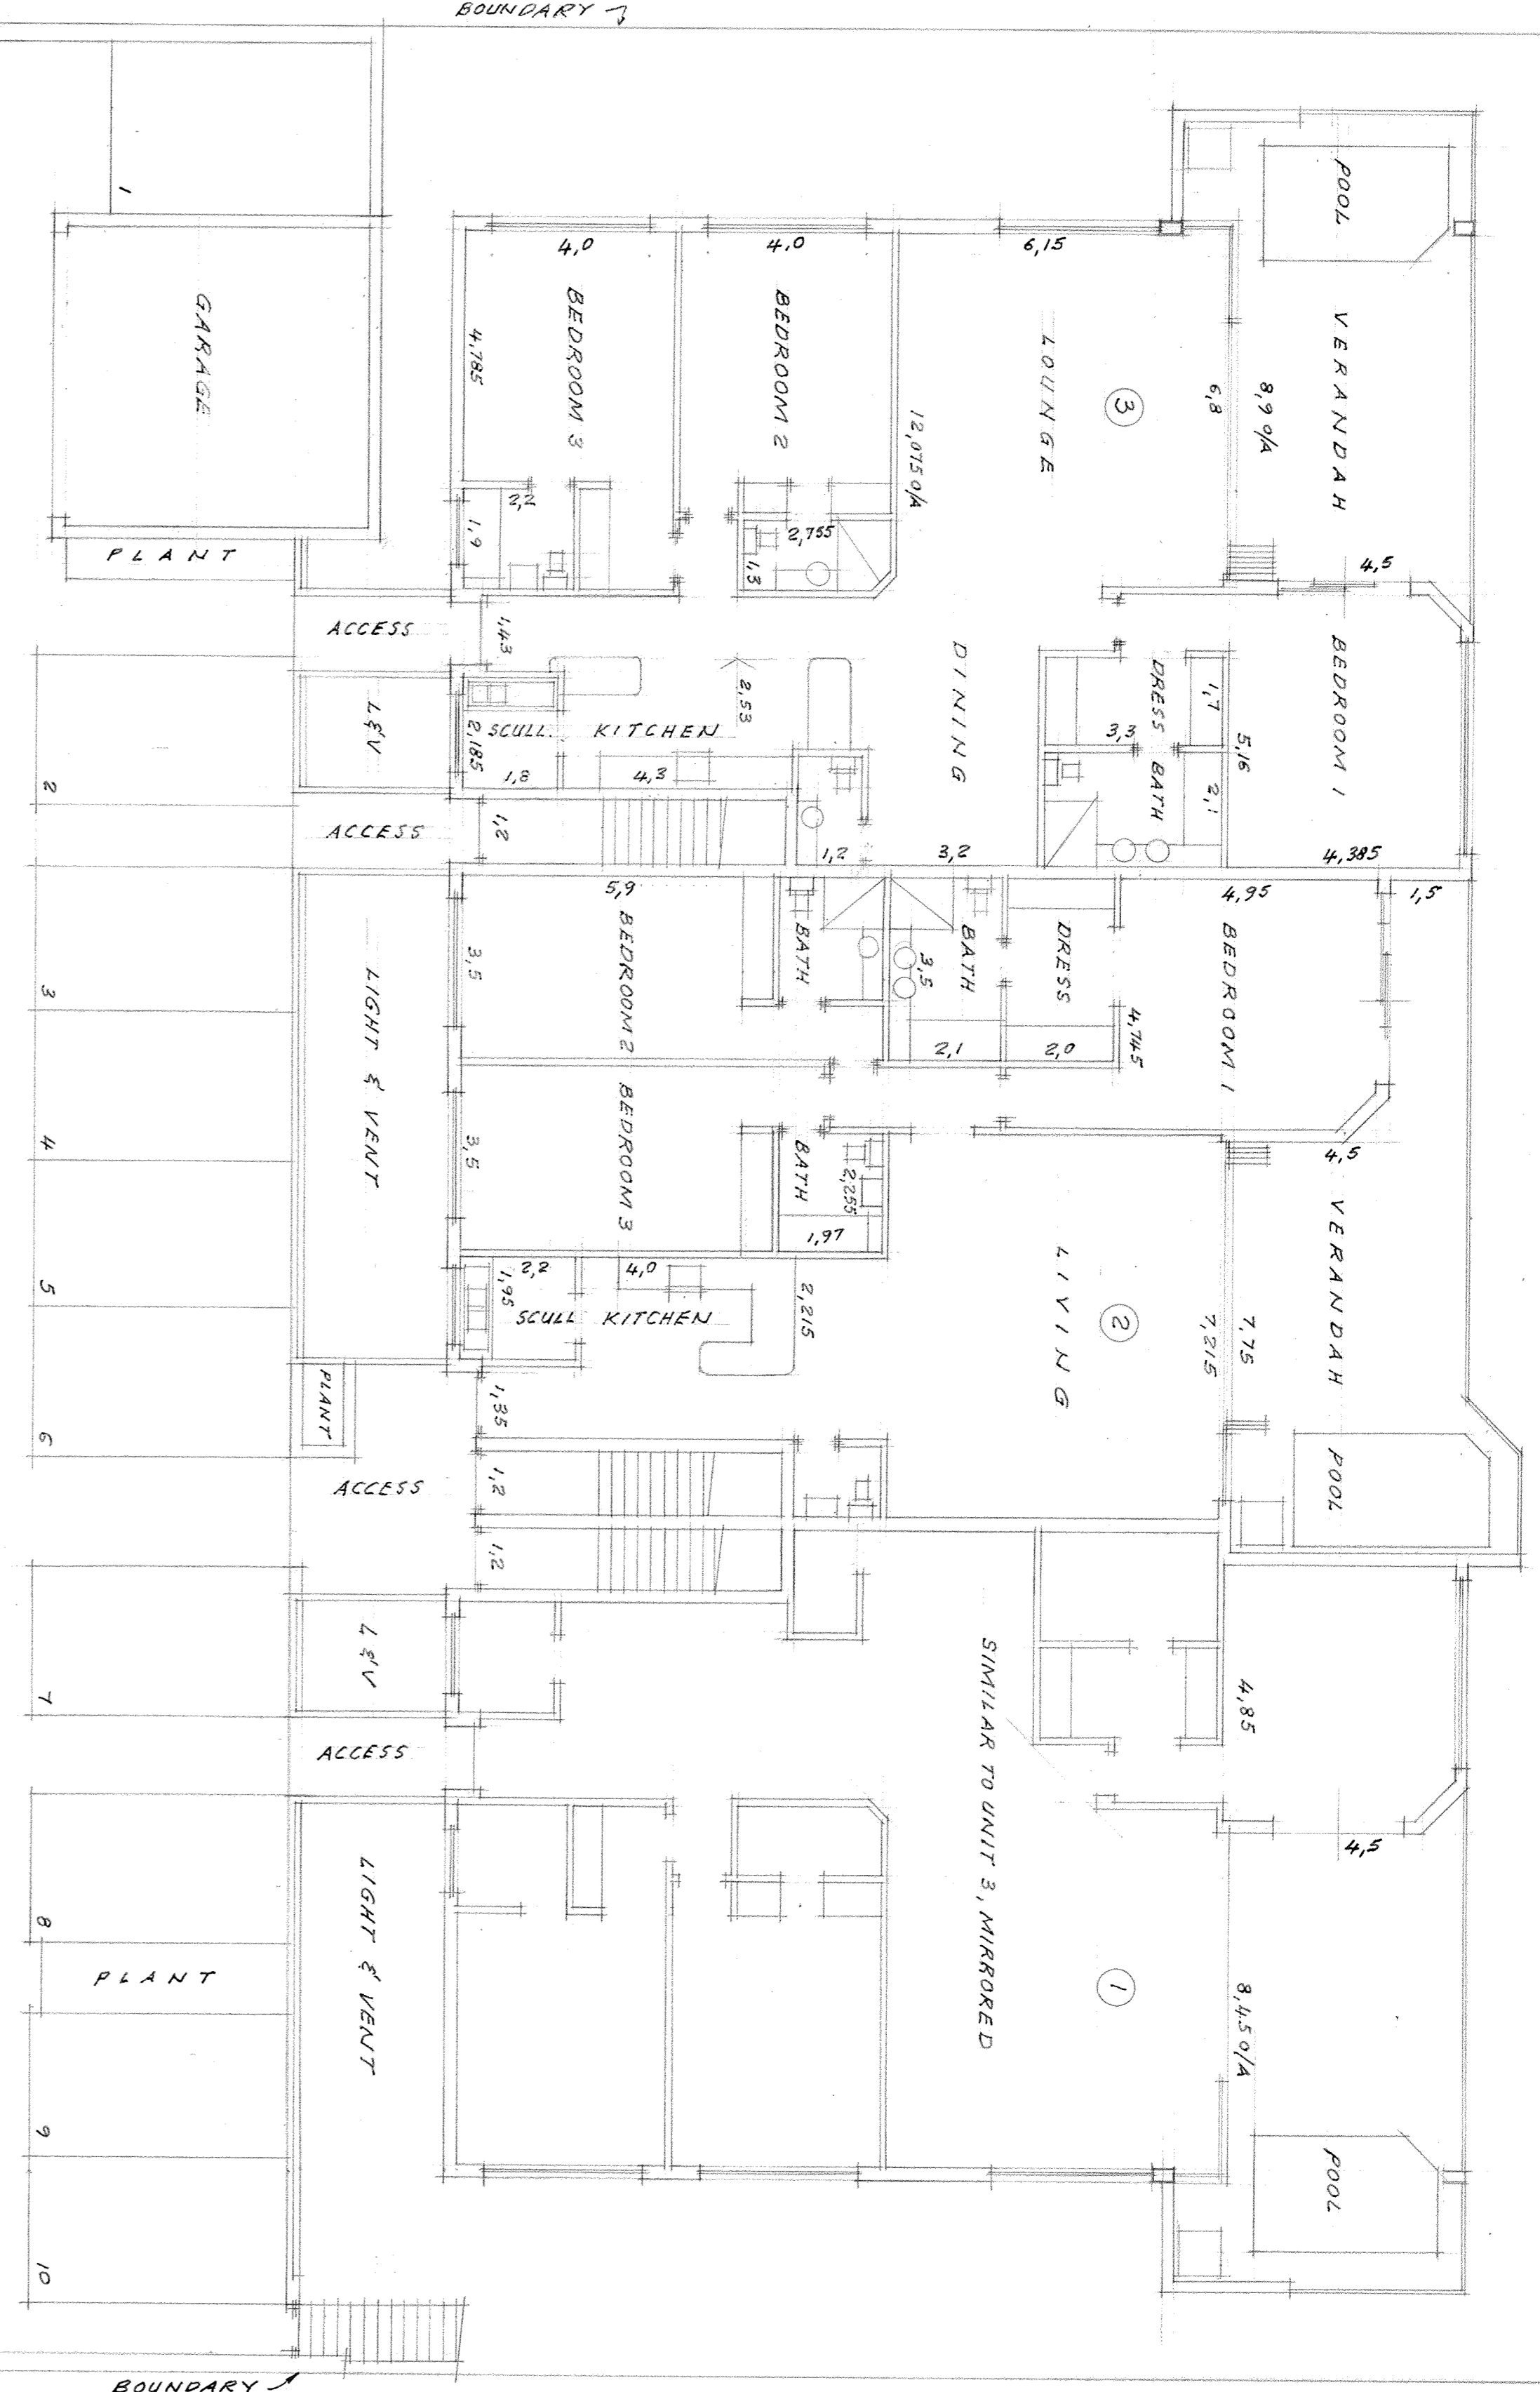 BOUNDARY
1
POOL
4,0
4,0
6,15
GARAGE
BEDROOM 3
BEDROOM 2
LOUNGE
3
VERANDAH
4,785
12,075 O/A
6,8
8,9 O/A
2,2
1,9
2,755
1,3
4,5
PLANT
ACCESS
1,43
DINING
DRESS
1,7
BEDROOM 1
L&V
2,53
SCULL
KITCHEN
2,185
3,3
5,16
1,8
4,3
BATH
2,1
2
ACCESS
1,2
1,2
3,2
4,385
5,9
4,95
1,5
LIGHT & VENT
3,5
BEDROOM 2
BATH
3,5
BATH
DRESS
BEDROOM 1
3
2,1
2,0
4,745
4
3,5
BEDROOM 3
BATH
2,255
1,97
4,5
VERANDAH
5
2,2
4,0
1,95
SCULL
KITCHEN
2,215
LIVING
2
7,215
7,75
PLANT
1,35
6
ACCESS
1,2
1,2
POOL
L&V
7
SIMILAR TO UNIT 3, MIRRORED
4,85
ACCESS
4,5
LIGHT & VENT
8
PLANT
1
8,45 O/A
9
POOL
10
BOUNDARY